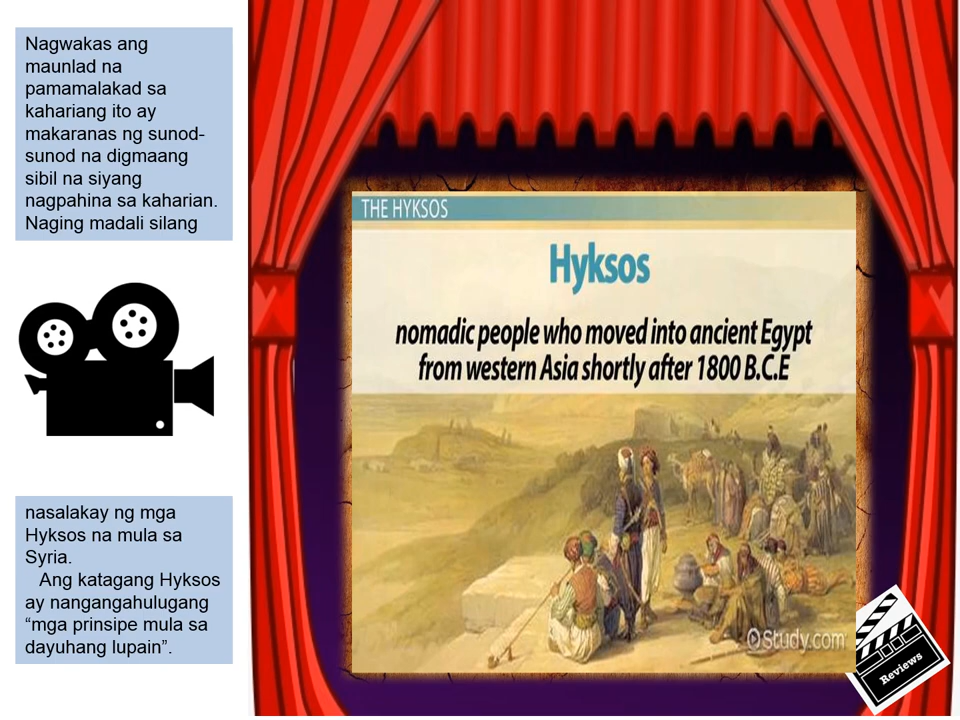 Nagwakas ang
maunlad na
pamamalakad sa
kahariang ito ay
makaranas ng sunod-
sunod na digmaang
sibil na siyang
nagpahina sa kaharian.
Naging madali silang
nasalakay ng mga
Hyksos na mula sa
Syria.
Ang katagang Hyksos
ay nangangahulugang
“mga prinsipe mula sa
dayuhang lupain”.
THE HYKSOS
Hyksos
nomadic people who moved into ancient Egypt
from western Asia shortly after 1800 B.C.E
Study.com
Reviews